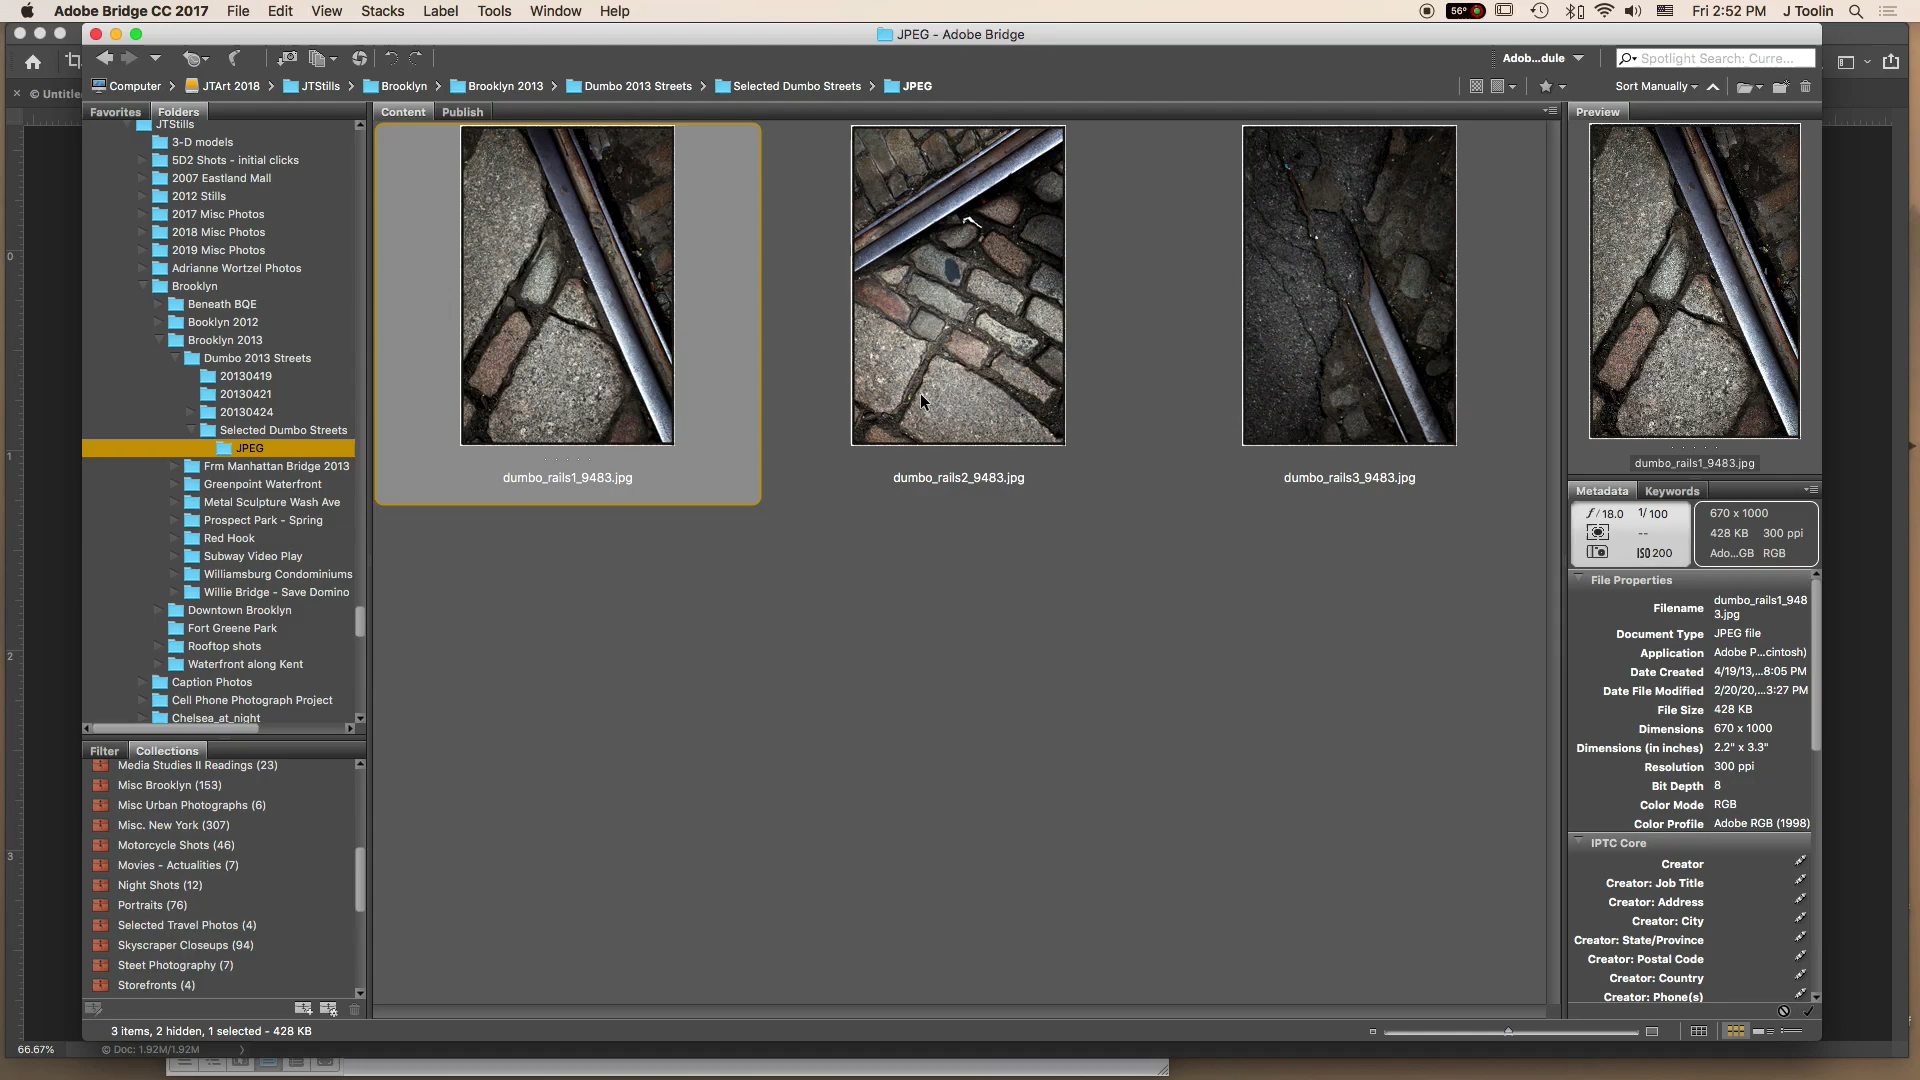 Adobe Bridge CC 2017 File Edit View Stacks Label Tools Window Help 56° Fri 2:52 PM J Toolin
JPEG - Adobe Bridge
Adob...dule Spotlight Search: Curre...
Computer JTArt 2018 JTStills Brooklyn Brooklyn 2013 Dumbo 2013 Streets Selected Dumbo Streets JPEG Sort Manually
× © Untitle
Favorites Folders Content Publish Preview
JTStills
3-D models
5D2 Shots - initial clicks
2007 Eastland Mall
2012 Stills
2017 Misc Photos
2018 Misc Photos
2019 Misc Photos
Adrianne Wortzel Photos
Brooklyn
Beneath BQE
Booklyn 2012
Brooklyn 2013
Dumbo 2013 Streets
20130419
20130421
20130424
Selected Dumbo Streets
JPEG
Frm Manhattan Bridge 2013
Greenpoint Waterfront
Metal Sculpture Wash Ave
Prospect Park - Spring
Red Hook
Subway Video Play
Williamsburg Condominiums
Willie Bridge - Save Domino
Downtown Brooklyn
Fort Greene Park
Rooftop shots
Waterfront along Kent
Caption Photos
Cell Phone Photograph Project
Chelsea_at_night
Filter Collections
Media Studies II Readings (23)
Misc Brooklyn (153)
Misc Urban Photographs (6)
Misc. New York (307)
Motorcycle Shots (46)
Movies - Actualities (7)
Night Shots (12)
Portraits (76)
Selected Travel Photos (4)
Skyscraper Closeups (94)
Steet Photography (7)
Storefronts (4)
dumbo_rails1_9483.jpg dumbo_rails2_9483.jpg dumbo_rails3_9483.jpg
dumbo_rails1_9483.jpg
Metadata Keywords
f/18.0 1/100 670 x 1000
-- 428 KB 300 ppi
ISO200 Ado...GB RGB
File Properties
Filename dumbo_rails1_948
3.jpg
Document Type JPEG file
Application Adobe P...cintosh)
Date Created 4/19/13,...8:05 PM
Date File Modified 2/20/20,...3:27 PM
File Size 428 KB
Dimensions 670 x 1000
Dimensions (in inches) 2.2" x 3.3"
Resolution 300 ppi
Bit Depth 8
Color Mode RGB
Color Profile Adobe RGB (1998)
IPTC Core
Creator
Creator: Job Title
Creator: Address
Creator: City
Creator: State/Province
Creator: Postal Code
Creator: Country
Creator: Phone(s)
3 items, 2 hidden, 1 selected - 428 KB
66.67% © Doc: 1.92M/1.92M
0
1
2
3